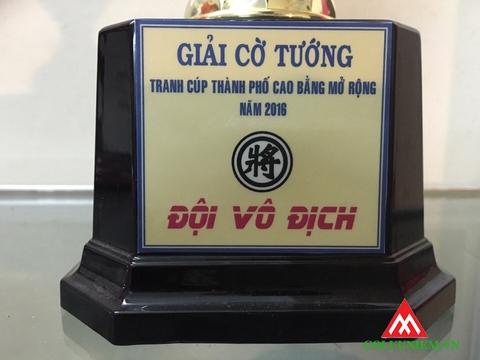 GIẢI CỜ TƯỚNG
TRANH CÚP THÀNH PHỐ CAO BẰNG MỞ RỘNG
NĂM 2016
將
ĐỘI VÔ ĐỊCH